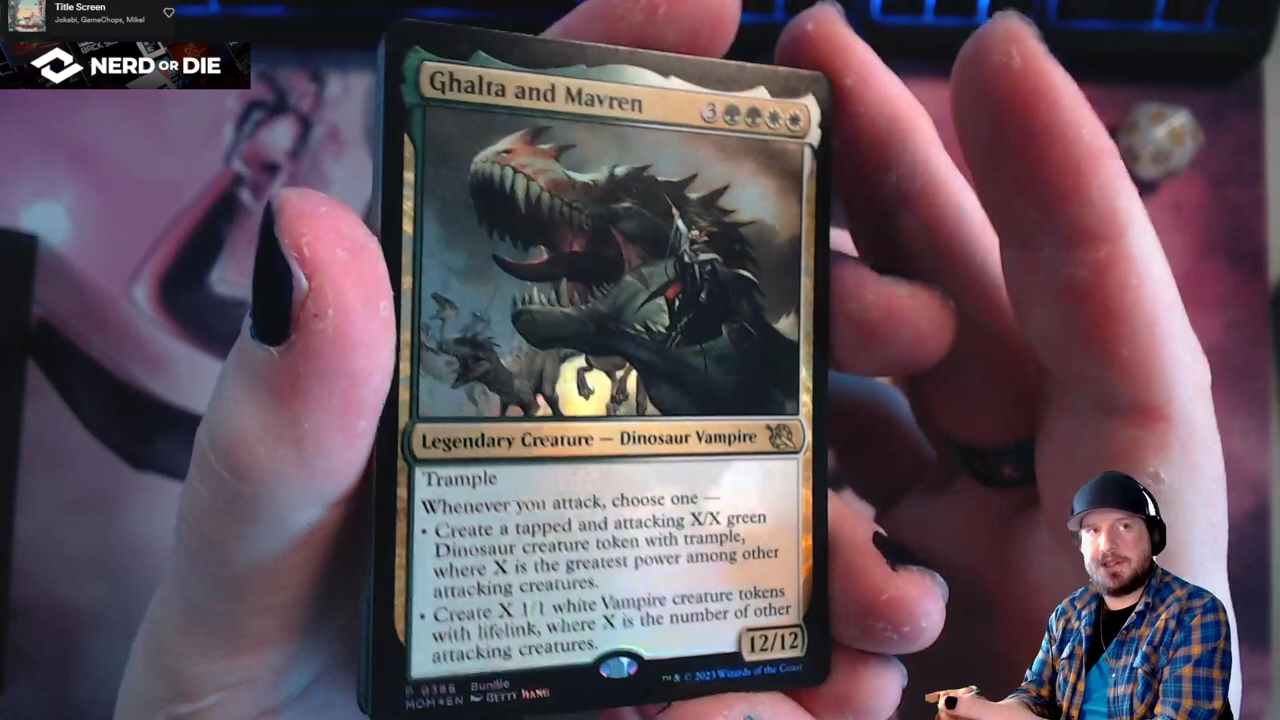 Title Screen
Jokabi, GameChops, Mikel
NERD OR DIE
Ghalta and Mavren
3
Legendary Creature — Dinosaur Vampire
Trample
Whenever you attack, choose one —
• Create a tapped and attacking X/X green
Dinosaur creature token with trample,
where X is the greatest power among other
attacking creatures.
• Create X 1/1 white Vampire creature tokens
with lifelink, where X is the number of other
attacking creatures.
12/12
0386 Bundle
MOM • EN BETTY
™ & © 2023 Wizards of the Coast